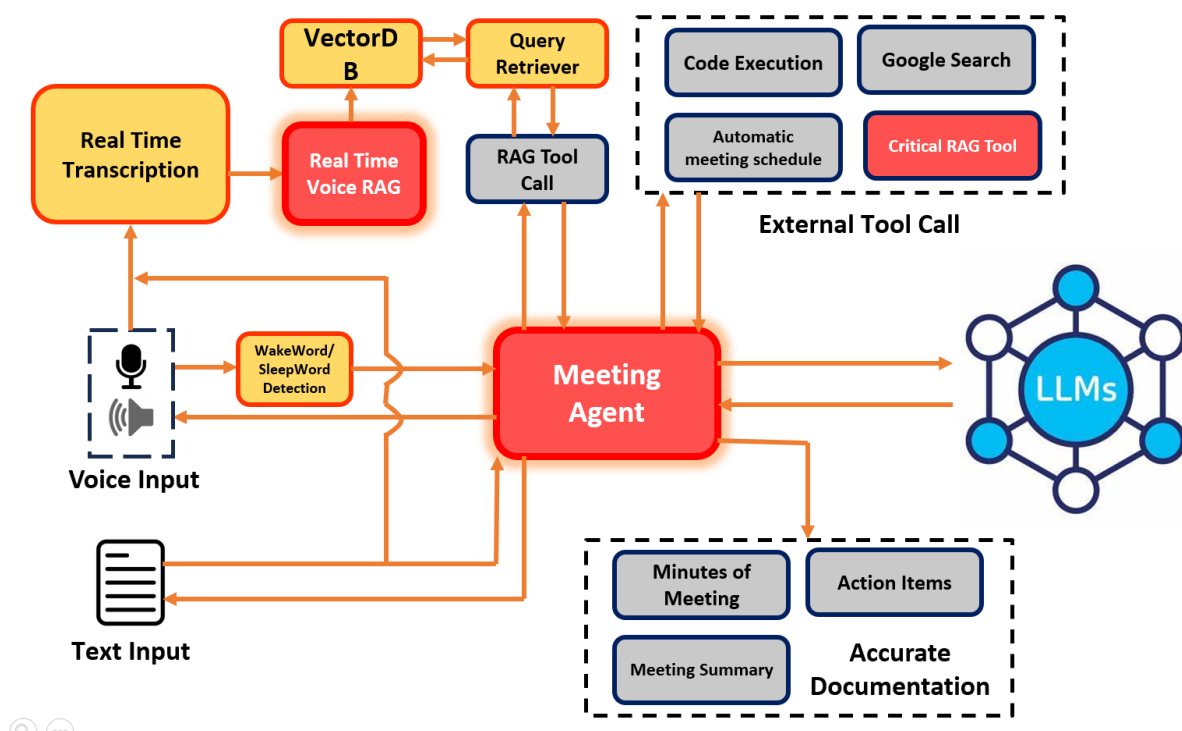 VectorD
B
Query
Retriever
Code Execution
Google Search
Real Time
Transcription
Real Time
Voice RAG
RAG Tool
Call
Automatic
meeting schedule
Critical RAG Tool
External Tool Call
WakeWord/
SleepWord
Detection
Meeting
Agent
LLMs
Voice Input
Text Input
Minutes of
Meeting
Action Items
Meeting Summary
Accurate
Documentation